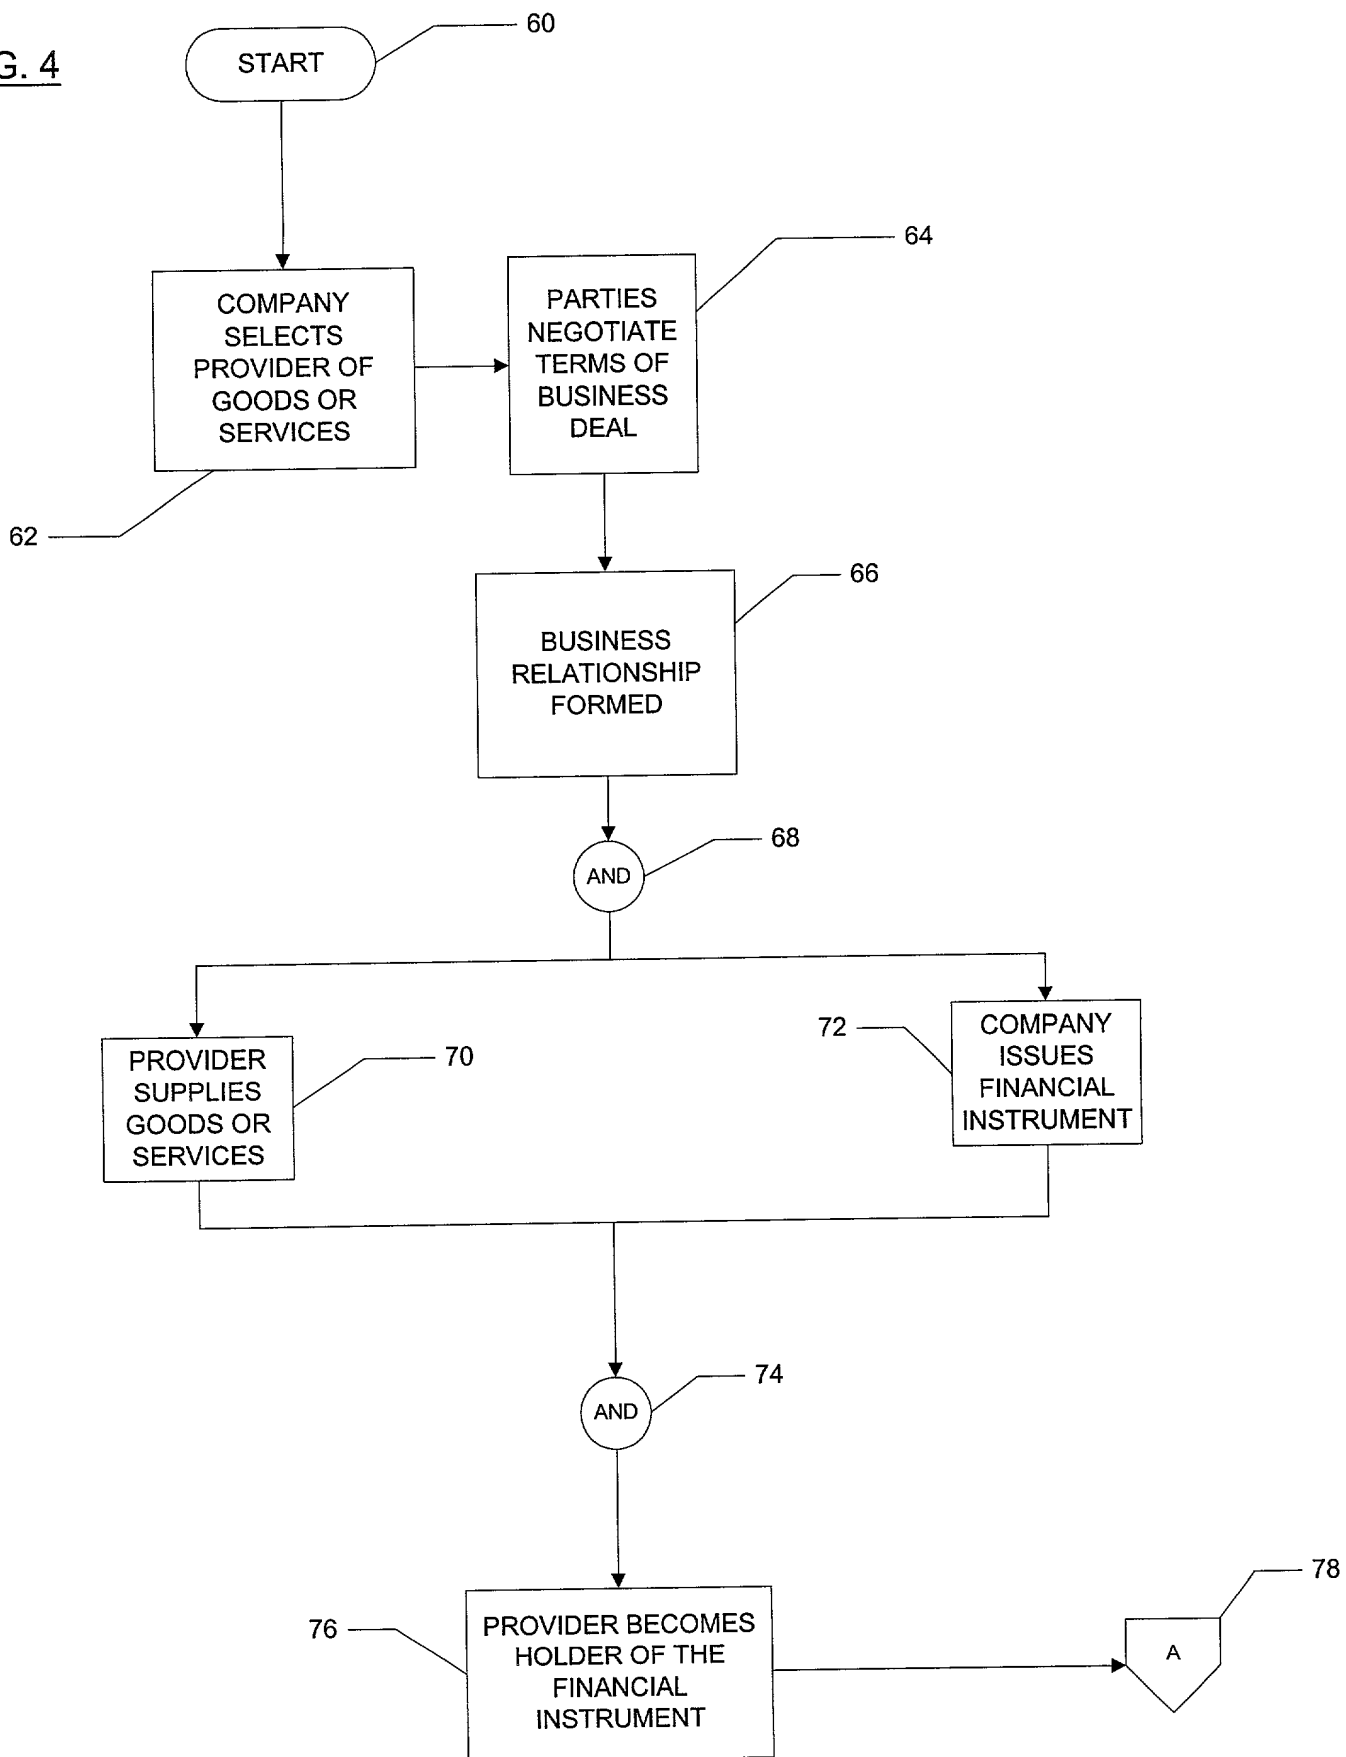 G. 4
START
60
COMPANY
SELECTS
PROVIDER OF
GOODS OR
SERVICES
62
PARTIES
NEGOTIATE
TERMS OF
BUSINESS
DEAL
64
BUSINESS
RELATIONSHIP
FORMED
66
AND
68
PROVIDER
SUPPLIES
GOODS OR
SERVICES
70
COMPANY
ISSUES
FINANCIAL
INSTRUMENT
72
AND
74
PROVIDER BECOMES
HOLDER OF THE
FINANCIAL
INSTRUMENT
76
A
78